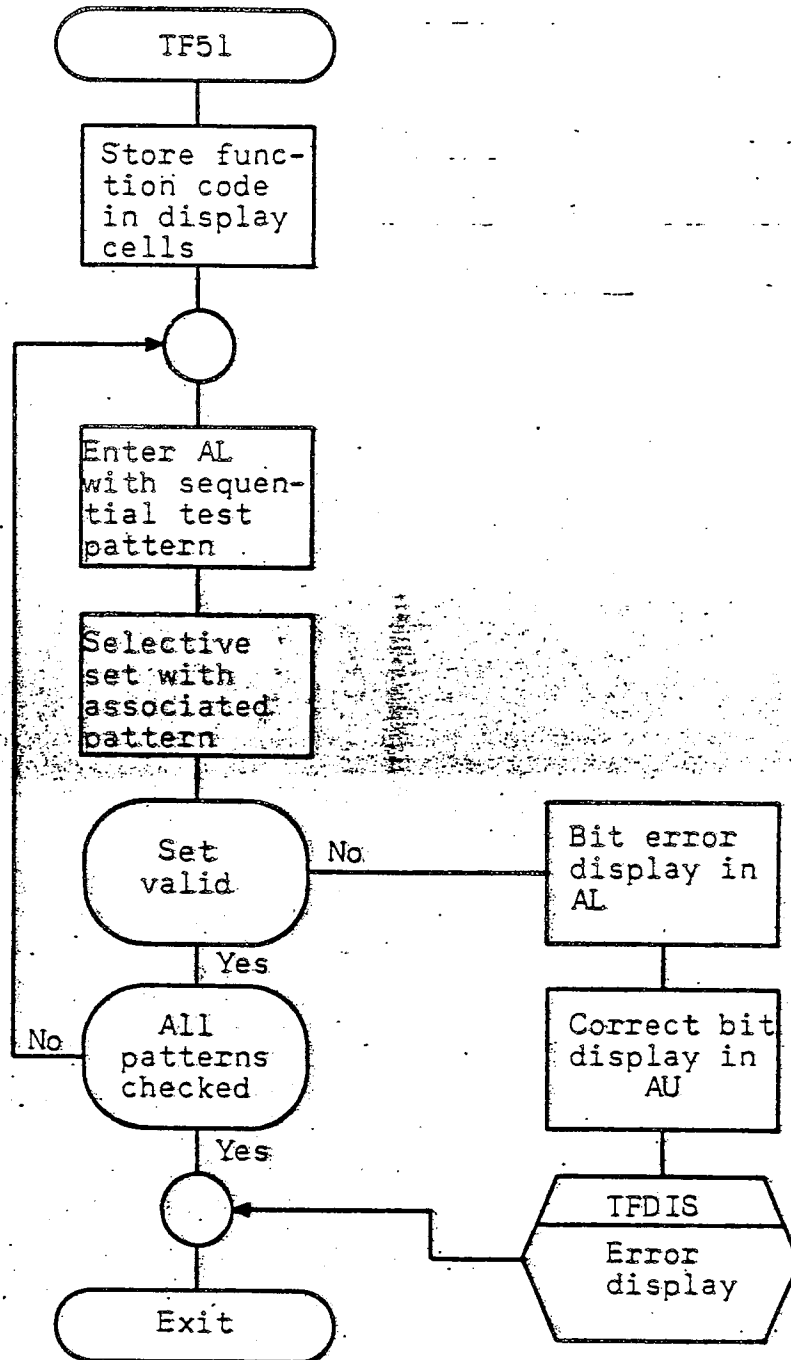 TF51
Store func-
tion code
in display
cells
Enter AL
with sequen-
tial test
pattern
Selective
set with
associated
pattern
Set
valid
No
Yes
Bit error
display in
AL
All
patterns
checked
No
Yes
Correct bit
display in
AU
TFDIS
Error
display
Exit